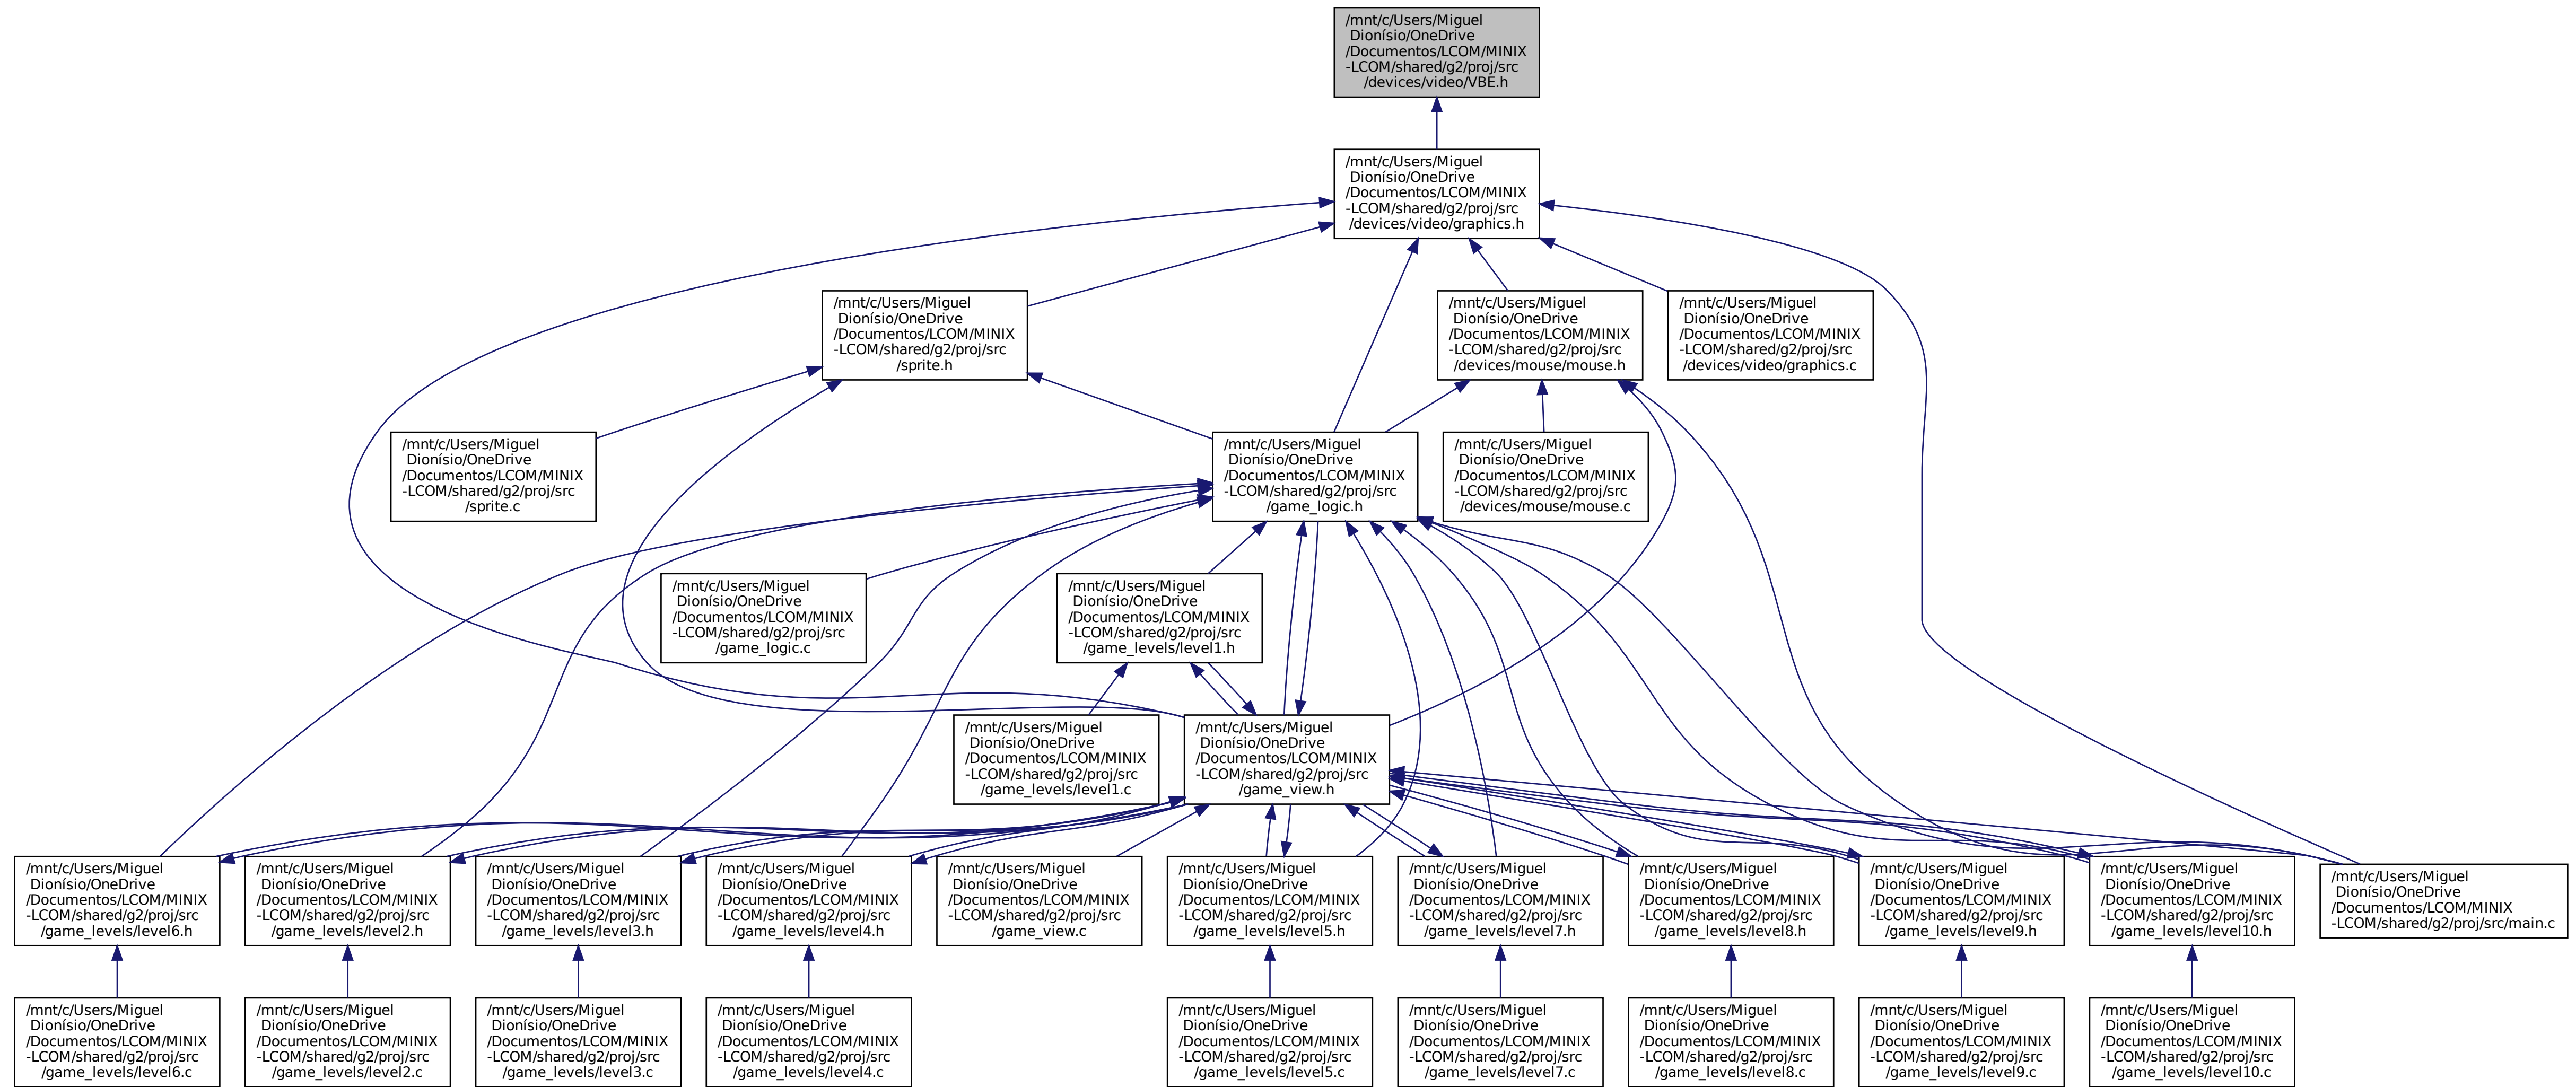 /mnt/c/Users/Miguel
Dionísio/OneDrive
/Documentos/LCOM/MINIX
-LCOM/shared/g2/proj/src
/devices/video/VBE.h
/mnt/c/Users/Miguel
Dionísio/OneDrive
/Documentos/LCOM/MINIX
-LCOM/shared/g2/proj/src
/devices/video/graphics.h
/mnt/c/Users/Miguel
Dionísio/OneDrive
/Documentos/LCOM/MINIX
-LCOM/shared/g2/proj/src
/sprite.h
/mnt/c/Users/Miguel
Dionísio/OneDrive
/Documentos/LCOM/MINIX
-LCOM/shared/g2/proj/src
/devices/mouse/mouse.h
/mnt/c/Users/Miguel
Dionísio/OneDrive
/Documentos/LCOM/MINIX
-LCOM/shared/g2/proj/src
/devices/video/graphics.c
/mnt/c/Users/Miguel
Dionísio/OneDrive
/Documentos/LCOM/MINIX
-LCOM/shared/g2/proj/src
/sprite.c
/mnt/c/Users/Miguel
Dionísio/OneDrive
/Documentos/LCOM/MINIX
-LCOM/shared/g2/proj/src
/game_logic.h
/mnt/c/Users/Miguel
Dionísio/OneDrive
/Documentos/LCOM/MINIX
-LCOM/shared/g2/proj/src
/devices/mouse/mouse.c
/mnt/c/Users/Miguel
Dionísio/OneDrive
/Documentos/LCOM/MINIX
-LCOM/shared/g2/proj/src
/game_logic.c
/mnt/c/Users/Miguel
Dionísio/OneDrive
/Documentos/LCOM/MINIX
-LCOM/shared/g2/proj/src
/game_levels/level1.h
/mnt/c/Users/Miguel
Dionísio/OneDrive
/Documentos/LCOM/MINIX
-LCOM/shared/g2/proj/src
/game_levels/level1.c
/mnt/c/Users/Miguel
Dionísio/OneDrive
/Documentos/LCOM/MINIX
-LCOM/shared/g2/proj/src
/game_view.h
/mnt/c/Users/Miguel
Dionísio/OneDrive
/Documentos/LCOM/MINIX
-LCOM/shared/g2/proj/src
/game_levels/level6.h
/mnt/c/Users/Miguel
Dionísio/OneDrive
/Documentos/LCOM/MINIX
-LCOM/shared/g2/proj/src
/game_levels/level2.h
/mnt/c/Users/Miguel
Dionísio/OneDrive
/Documentos/LCOM/MINIX
-LCOM/shared/g2/proj/src
/game_levels/level3.h
/mnt/c/Users/Miguel
Dionísio/OneDrive
/Documentos/LCOM/MINIX
-LCOM/shared/g2/proj/src
/game_levels/level4.h
/mnt/c/Users/Miguel
Dionísio/OneDrive
/Documentos/LCOM/MINIX
-LCOM/shared/g2/proj/src
/game_view.c
/mnt/c/Users/Miguel
Dionísio/OneDrive
/Documentos/LCOM/MINIX
-LCOM/shared/g2/proj/src
/game_levels/level5.h
/mnt/c/Users/Miguel
Dionísio/OneDrive
/Documentos/LCOM/MINIX
-LCOM/shared/g2/proj/src
/game_levels/level7.h
/mnt/c/Users/Miguel
Dionísio/OneDrive
/Documentos/LCOM/MINIX
-LCOM/shared/g2/proj/src
/game_levels/level8.h
/mnt/c/Users/Miguel
Dionísio/OneDrive
/Documentos/LCOM/MINIX
-LCOM/shared/g2/proj/src
/game_levels/level9.h
/mnt/c/Users/Miguel
Dionísio/OneDrive
/Documentos/LCOM/MINIX
-LCOM/shared/g2/proj/src
/game_levels/level10.h
/mnt/c/Users/Miguel
Dionísio/OneDrive
/Documentos/LCOM/MINIX
-LCOM/shared/g2/proj/src/main.c
/mnt/c/Users/Miguel
Dionísio/OneDrive
/Documentos/LCOM/MINIX
-LCOM/shared/g2/proj/src
/game_levels/level6.c
/mnt/c/Users/Miguel
Dionísio/OneDrive
/Documentos/LCOM/MINIX
-LCOM/shared/g2/proj/src
/game_levels/level2.c
/mnt/c/Users/Miguel
Dionísio/OneDrive
/Documentos/LCOM/MINIX
-LCOM/shared/g2/proj/src
/game_levels/level3.c
/mnt/c/Users/Miguel
Dionísio/OneDrive
/Documentos/LCOM/MINIX
-LCOM/shared/g2/proj/src
/game_levels/level4.c
/mnt/c/Users/Miguel
Dionísio/OneDrive
/Documentos/LCOM/MINIX
-LCOM/shared/g2/proj/src
/game_levels/level5.c
/mnt/c/Users/Miguel
Dionísio/OneDrive
/Documentos/LCOM/MINIX
-LCOM/shared/g2/proj/src
/game_levels/level7.c
/mnt/c/Users/Miguel
Dionísio/OneDrive
/Documentos/LCOM/MINIX
-LCOM/shared/g2/proj/src
/game_levels/level8.c
/mnt/c/Users/Miguel
Dionísio/OneDrive
/Documentos/LCOM/MINIX
-LCOM/shared/g2/proj/src
/game_levels/level9.c
/mnt/c/Users/Miguel
Dionísio/OneDrive
/Documentos/LCOM/MINIX
-LCOM/shared/g2/proj/src
/game_levels/level10.c